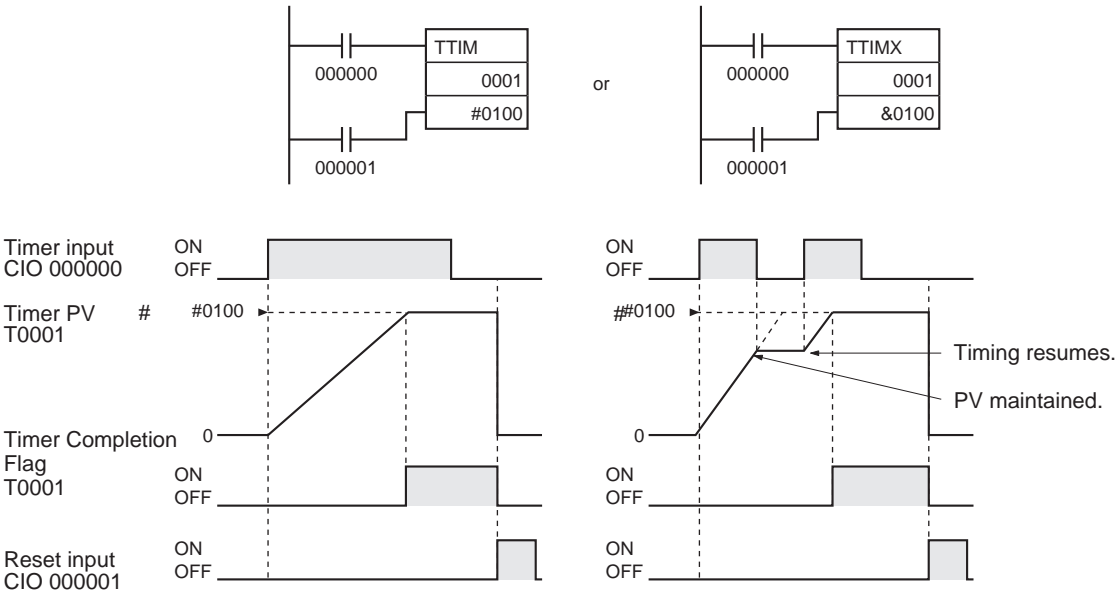 TTIM
0001
#0100
000000
000001
or
TTIMX
0001
&0100
000000
000001
Timer input
CIO 000000
ON
OFF
ON
OFF
Timer PV #
T0001
#0100
0
##0100
0
Timing resumes.
PV maintained.
Timer Completion
Flag
T0001
ON
OFF
ON
OFF
Reset input
CIO 000001
ON
OFF
ON
OFF